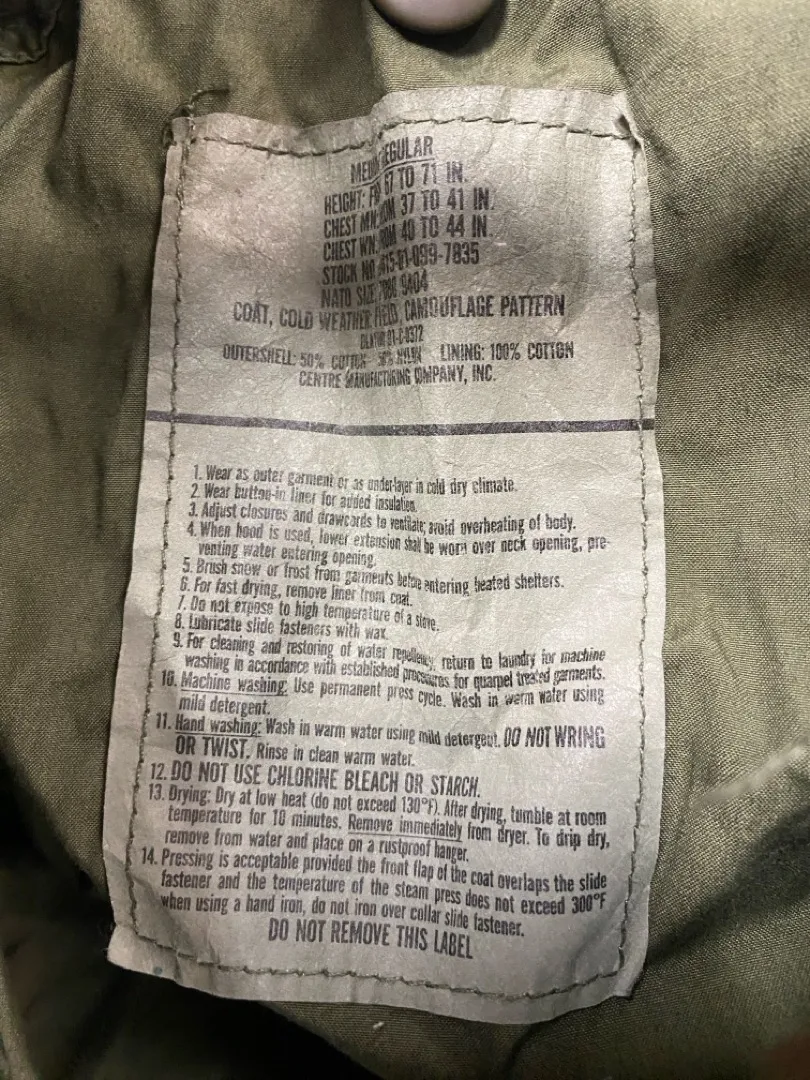 REGULAR
HEIGHT: 67 TO 71 IN.
CHEST MN. FROM 37 TO 41 IN.
CHEST WN. FROM 40 TO 44 IN.
STOCK NO. 8415-01-099-7835
NATO SIZE 7080 0404
COAT, COLD WEATHER FIELD, CAMOUFLAGE PATTERN
OUTERSHELL: 50% COTTON 50% NYLON LINING: 100% COTTON
CENTRE MANUFACTURING COMPANY, INC.
1. Wear as outer garment or as under-layer in cold dry climate.
2. Wear button-in liner for added insulation.
3. Adjust closures and drawcords to ventilate; avoid overheating of body.
4. When hood is used, lower extension shall be worn over neck opening, pre-
venting water entering opening.
5. Brush snow or frost from garments before entering heated shelters.
6. For fast drying, remove liner from coat.
7. Do not expose to high temperature of a stove.
8. Lubricate slide fasteners with wax.
9. For cleaning and restoring of water repellency, return to laundry for machine
washing in accordance with established procedures for quarpel treated garments.
10. Machine washing: Use permanent press cycle. Wash in warm water using
mild detergent.
11. Hand washing: Wash in warm water using mild detergent. DO NOT WRING
OR TWIST. Rinse in clean warm water.
12. DO NOT USE CHLORINE BLEACH OR STARCH.
13. Drying: Dry at low heat (do not exceed 130°F). After drying, tumble at room
temperature for 10 minutes. Remove immediately from dryer. To drip dry,
remove from water and place on a rustproof hanger.
14. Pressing is acceptable provided the front flap of the coat overlaps the slide
fastener and the temperature of the steam press does not exceed 300°F
when using a hand iron, do not iron over collar slide fastener.
DO NOT REMOVE THIS LABEL